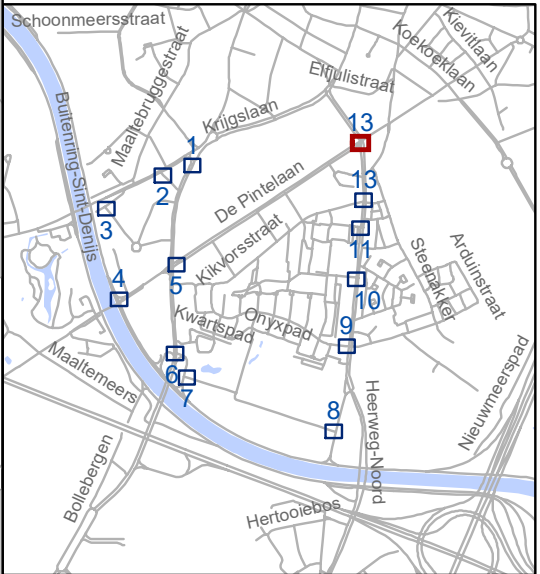 Schoonmeersstraat
Kievitlaan
Koekoeklaan
Maaltebruggestraat
Elfjulistraat
Krijgslaan
Buitenring-Sint-Denijs
13
1
2
De Pintelaan
13
3
Kikvorsstraat
11
Steenakker
Arduinstraat
5
4
10
Kwartspad
Onyxpad
9
Maaltemeers
6
7
Nieuwmeerspad
8
Heerweg-Noord
Bollebergen
Hertooiebos